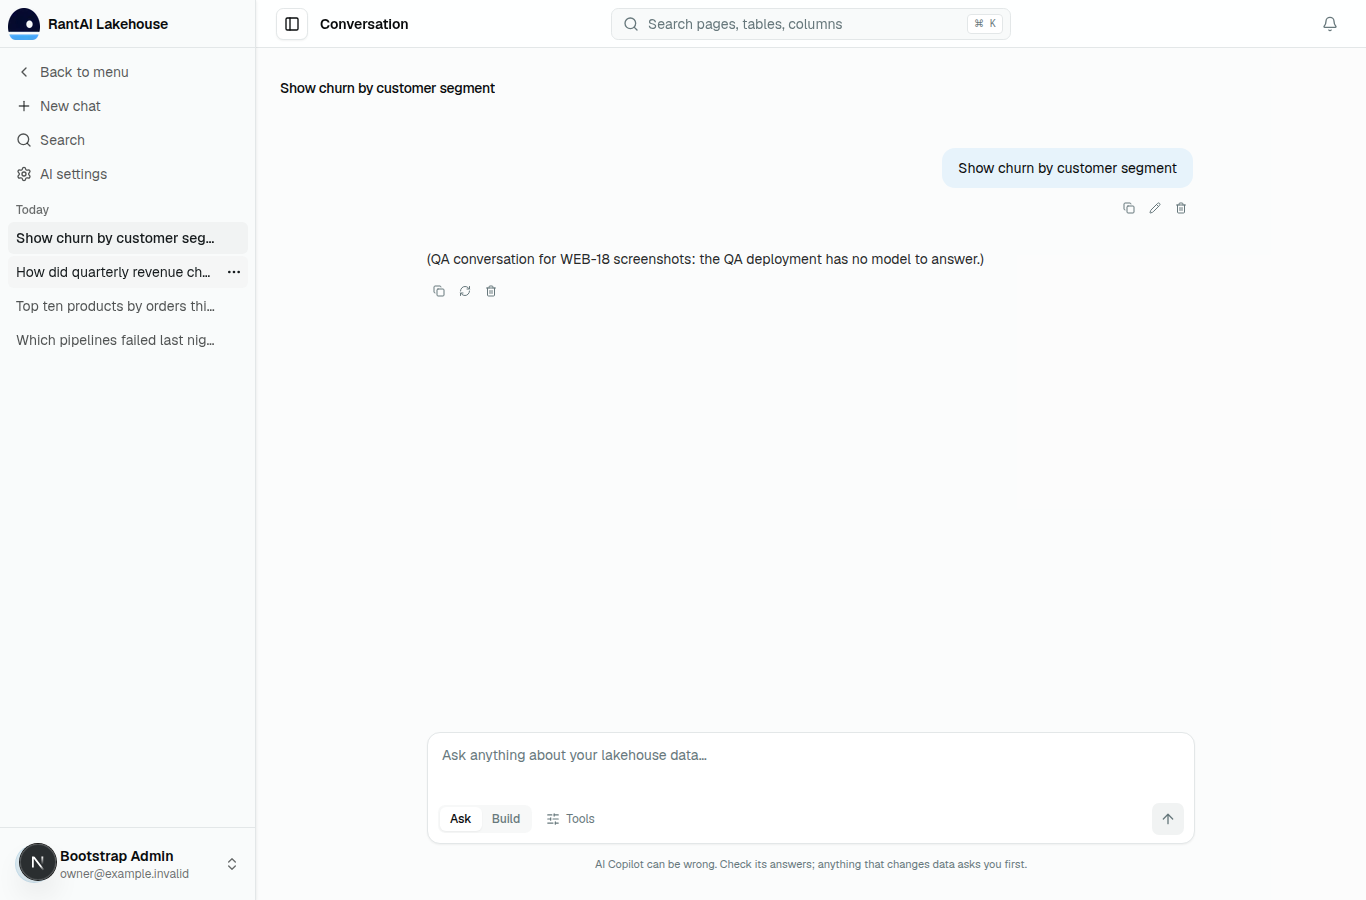 RantAI Lakehouse
Conversation
Search pages, tables, columns
⌘ K
Back to menu
New chat
Search
AI settings
Today
Show churn by customer seg…
How did quarterly revenue ch…
Top ten products by orders thi…
Which pipelines failed last nig…
Show churn by customer segment
Show churn by customer segment
(QA conversation for WEB-18 screenshots: the QA deployment has no model to answer.)
Ask anything about your lakehouse data…
Ask
Build
Tools
AI Copilot can be wrong. Check its answers; anything that changes data asks you first.
N
Bootstrap Admin
owner@example.invalid